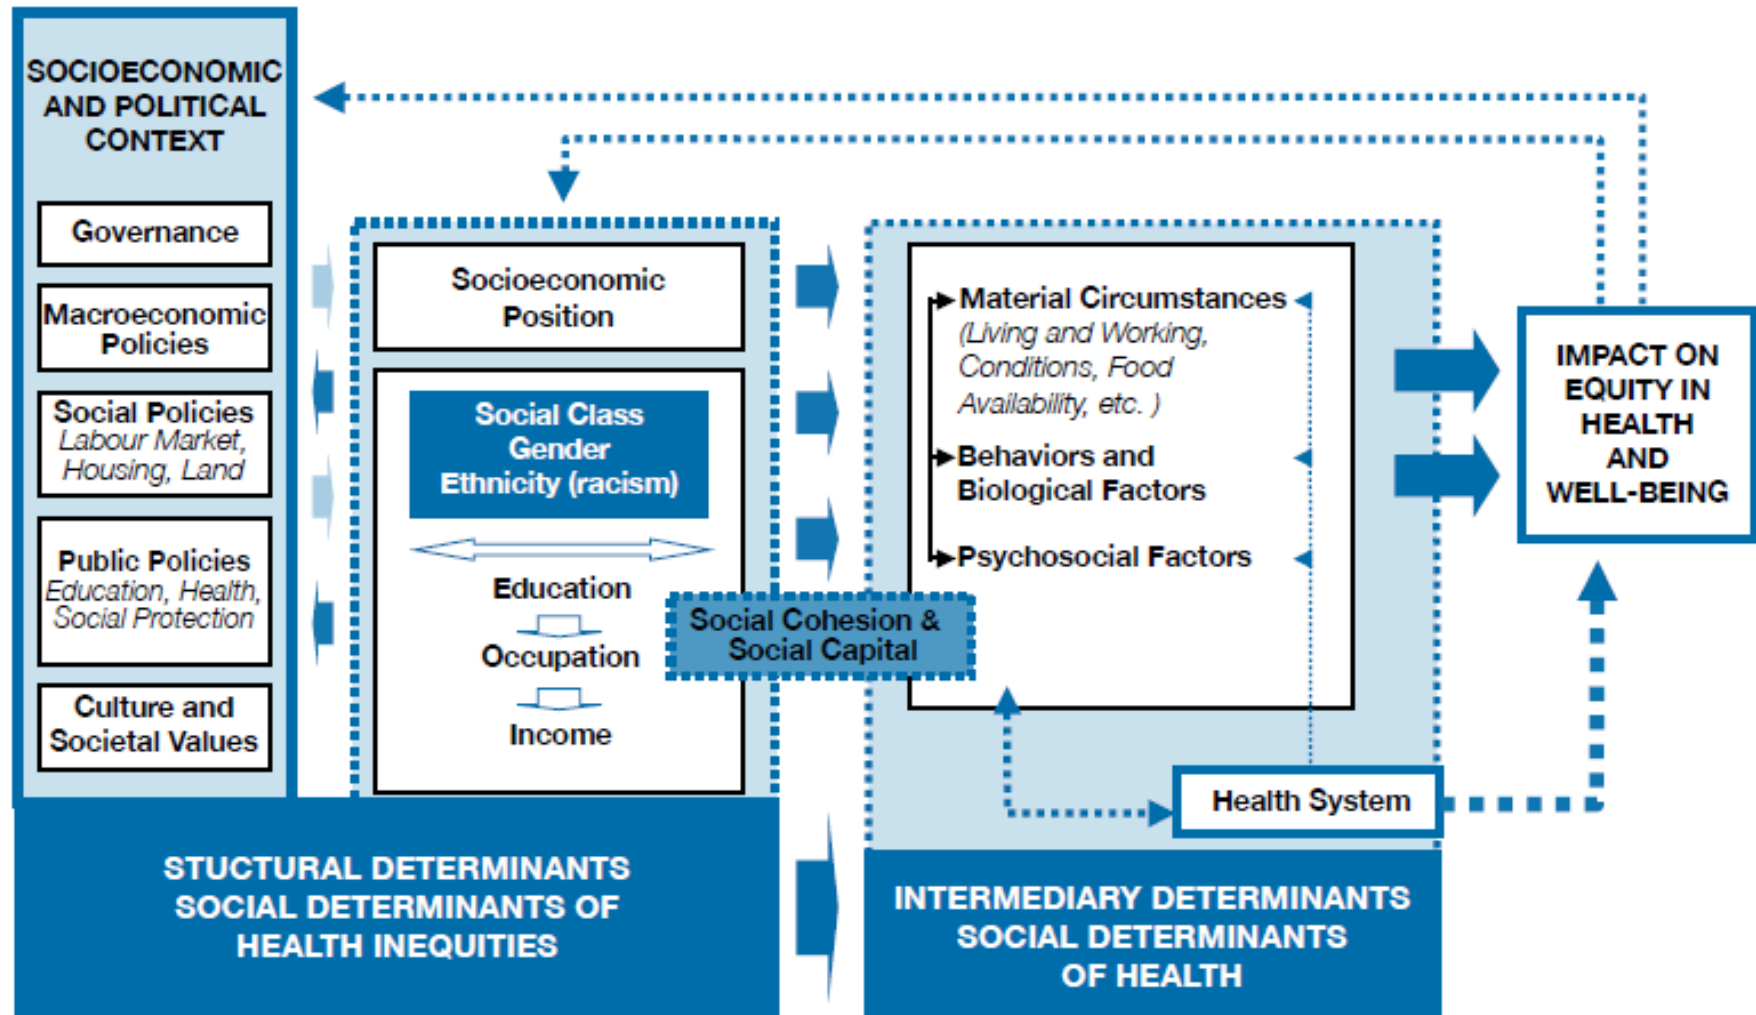 SOCIOECONOMIC
AND POLITICAL
CONTEXT
Governance
Macroeconomic
Policies
Social Policies
Labour Market,
Housing, Land
Public Policies
Education, Health,
Social Protection
Culture and
Societal Values
Socioeconomic
Position
Social Class
Gender
Ethnicity (racism)
Education
Occupation
Income
Social Cohesion &
Social Capital
Material Circumstances
(Living and Working,
Conditions, Food
Availability, etc. )
Behaviors and
Biological Factors
Psychosocial Factors
Health System
IMPACT ON
EQUITY IN
HEALTH
AND
WELL-BEING
STUCTURAL DETERMINANTS
SOCIAL DETERMINANTS OF
HEALTH INEQUITIES
INTERMEDIARY DETERMINANTS
SOCIAL DETERMINANTS
OF HEALTH